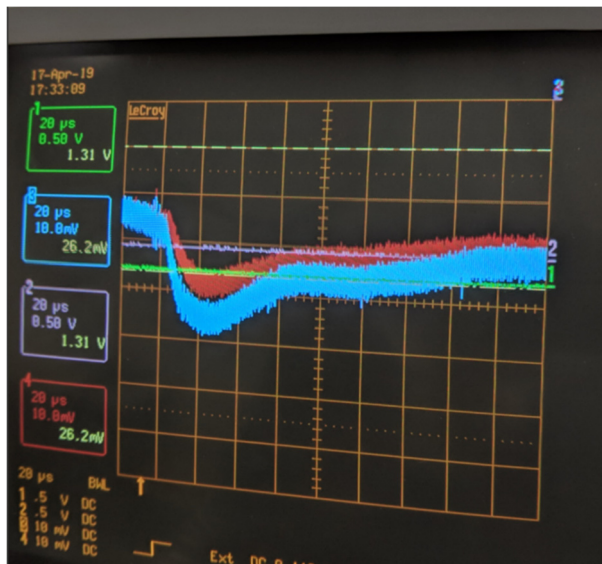 17-Apr-19
17:33:09
LeCroy
1
20 µs
0.50 V
1.31 V
3
20 µs
10.0mV
26.2mV
2
20 µs
0.50 V
1.31 V
4
20 µs
10.0mV
26.2mV
2
1
20 µs
BWL
1 .5 V DC
2 .5 V DC
3 10 mV DC
4 10 mV DC
Ext DC